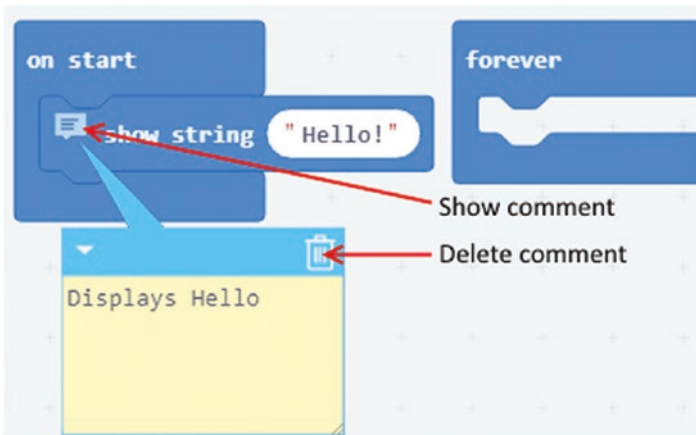 on start
forever
show string "Hello!"
Show comment
Delete comment
Displays Hello